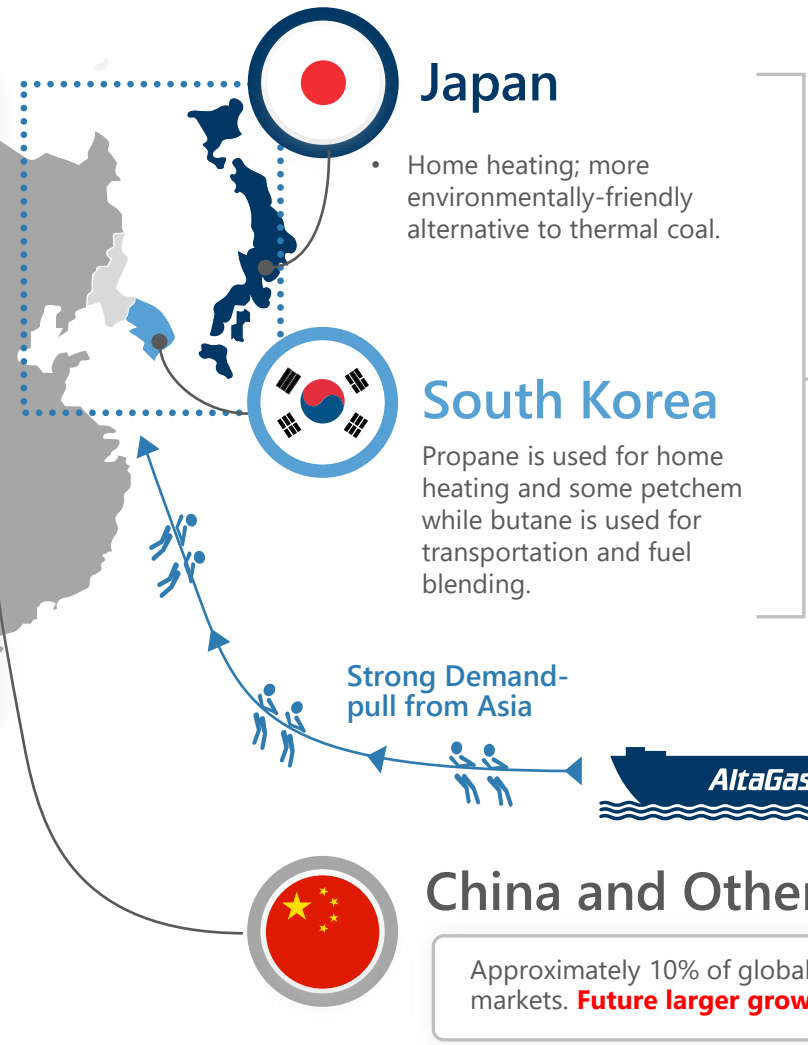 Japan
• Home heating; more
environmentally-friendly
alternative to thermal coal.
South Korea
Propane is used for home
heating and some petchem
while butane is used for
transportation and fuel
blending.
Strong Demand-
pull from Asia
AltaGas
China and Other
Approximately 10% of global
markets. Future larger grow